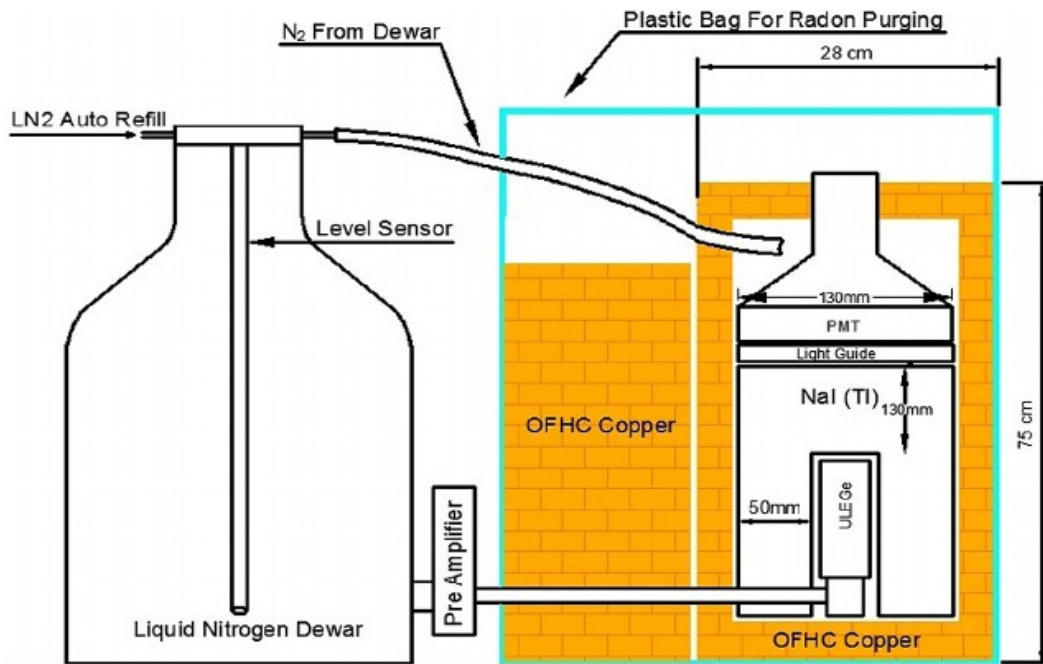 Plastic Bag For Radon Purging
N₂ From Dewar
28 cm
LN2 Auto Refill
Level Sensor
130mm
PMT
Light Guide
NaI (Tl)
130mm
OFHC Copper
75 cm
50mm
ULEGe
Pre Amplifier
Liquid Nitrogen Dewar
OFHC Copper